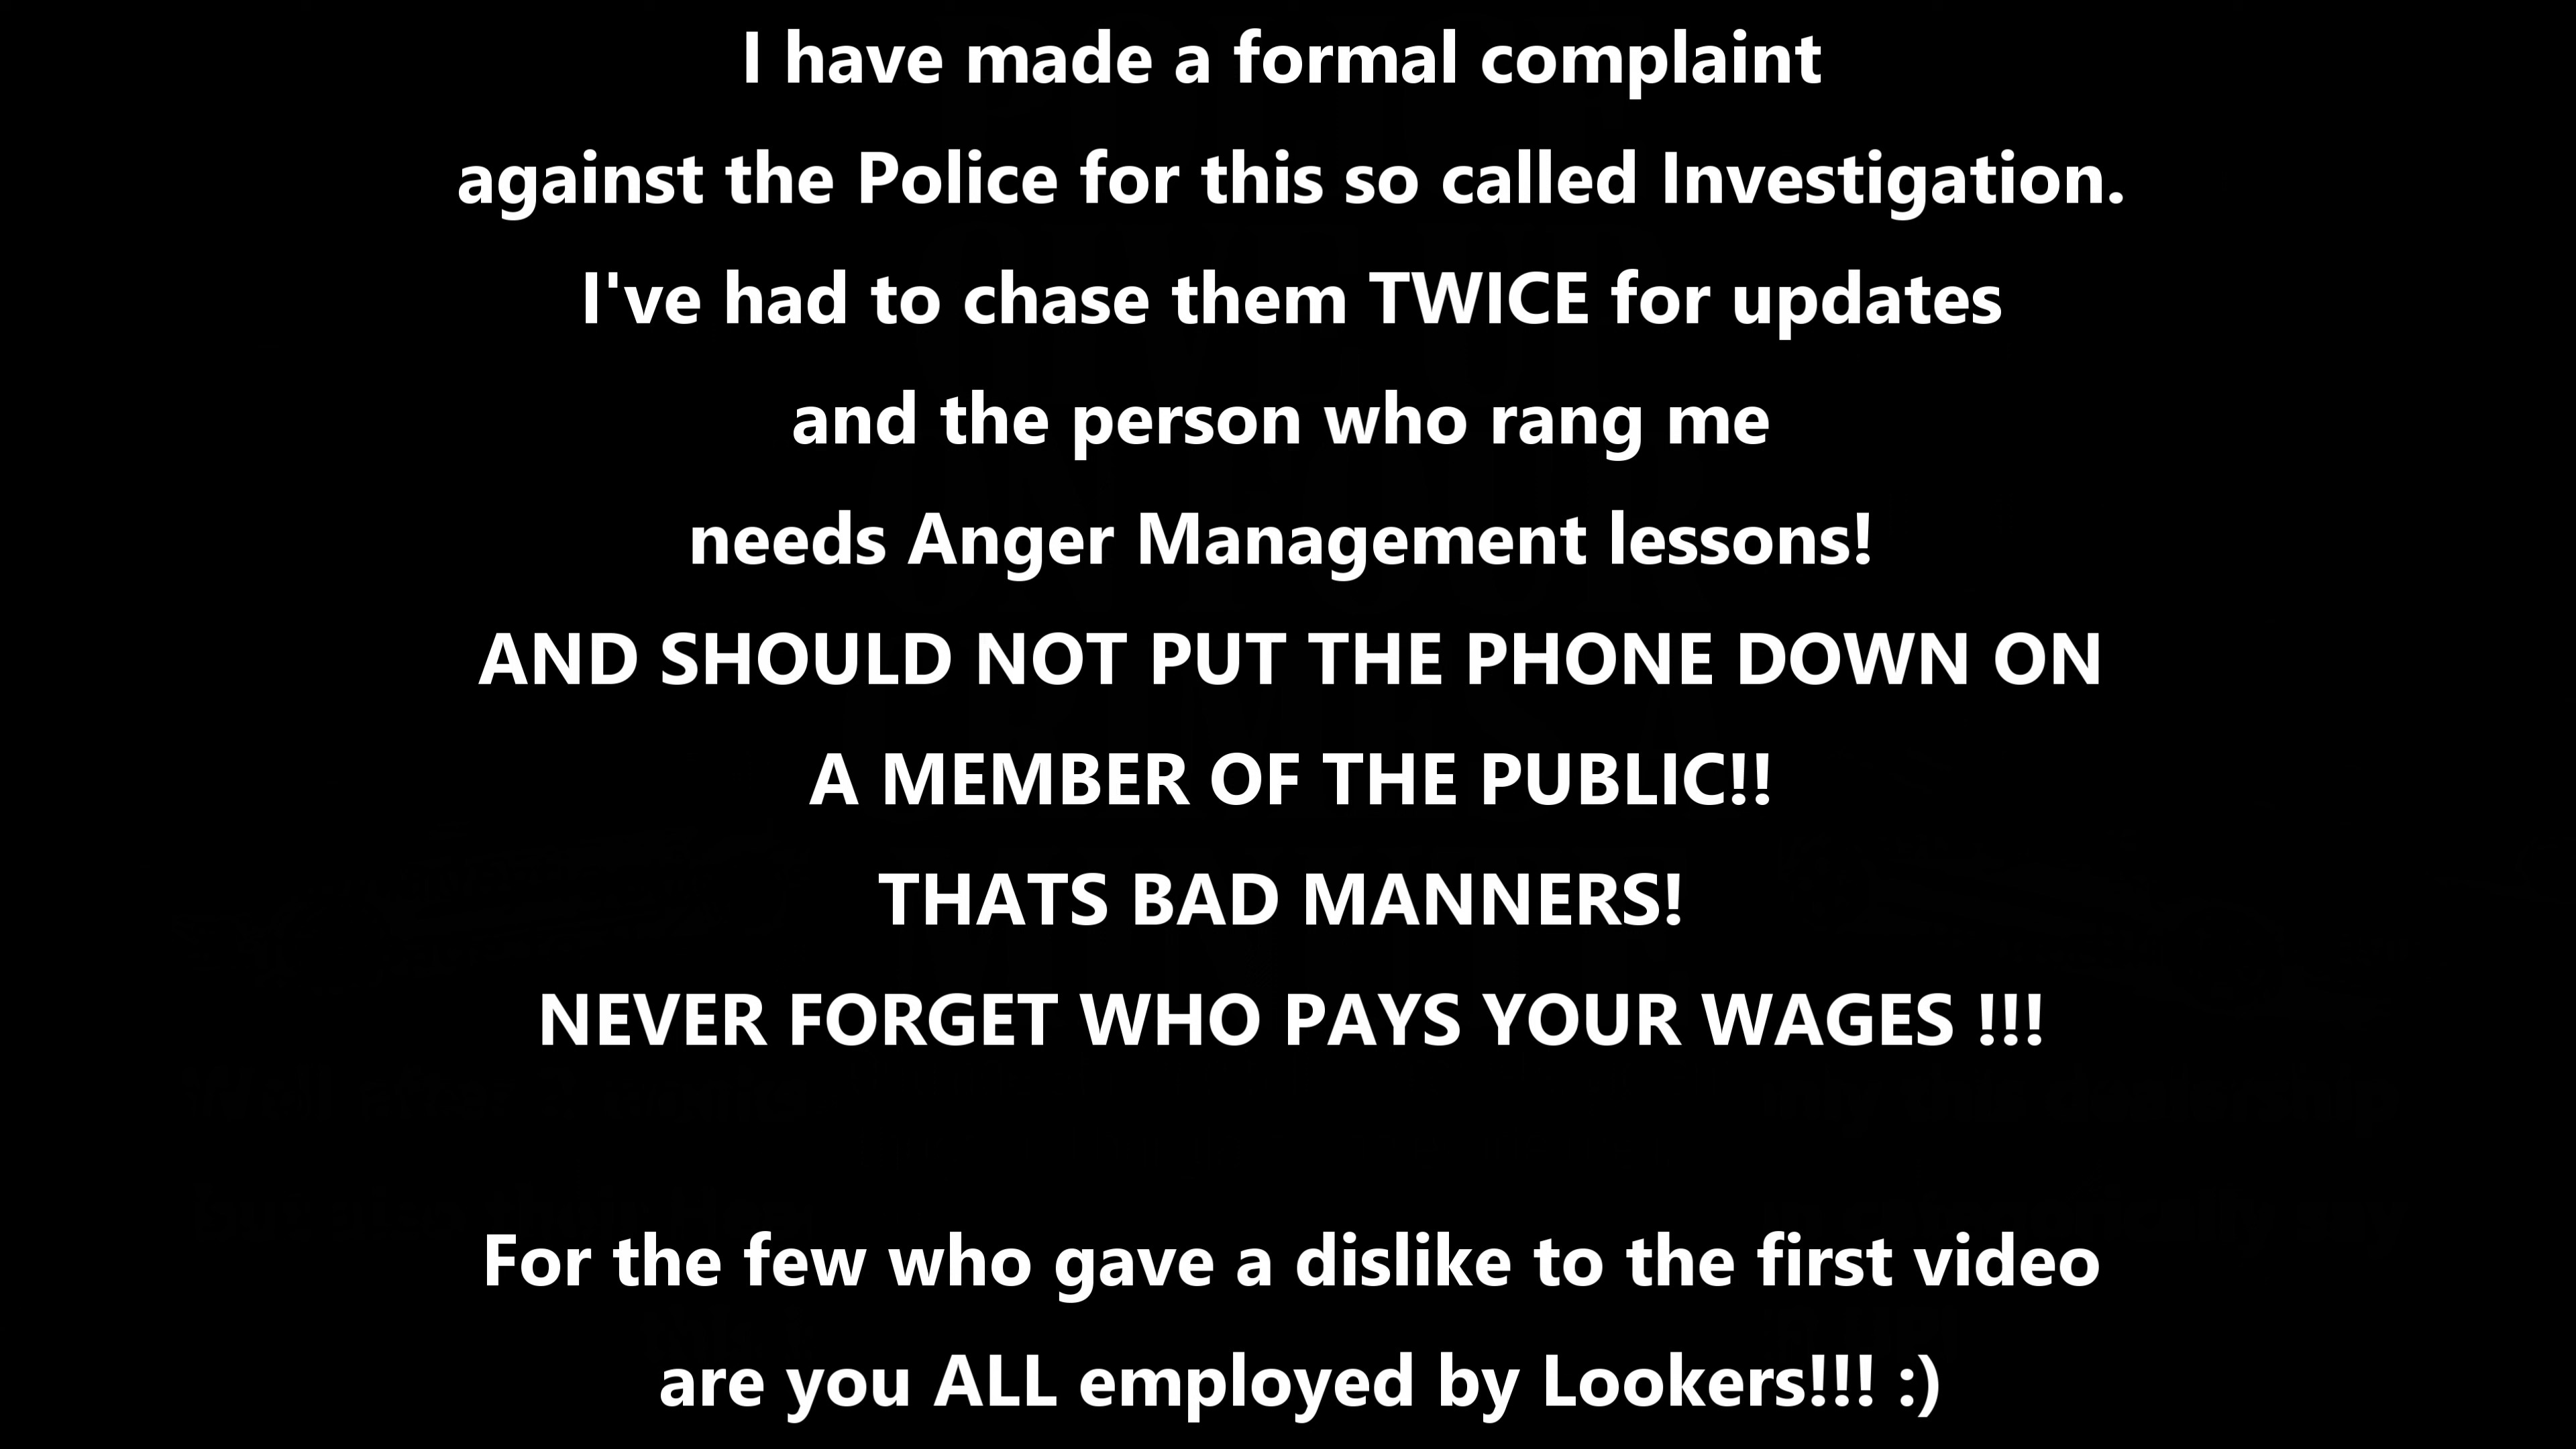 I have made a formal complaint
against the Police for this so called Investigation.
I've had to chase them TWICE for updates
and the person who rang me
needs Anger Management lessons!
AND SHOULD NOT PUT THE PHONE DOWN ON
A MEMBER OF THE PUBLIC!!
THATS BAD MANNERS!
NEVER FORGET WHO PAYS YOUR WAGES !!!
For the few who gave a dislike to the first video
are you ALL employed by Lookers!!! :)